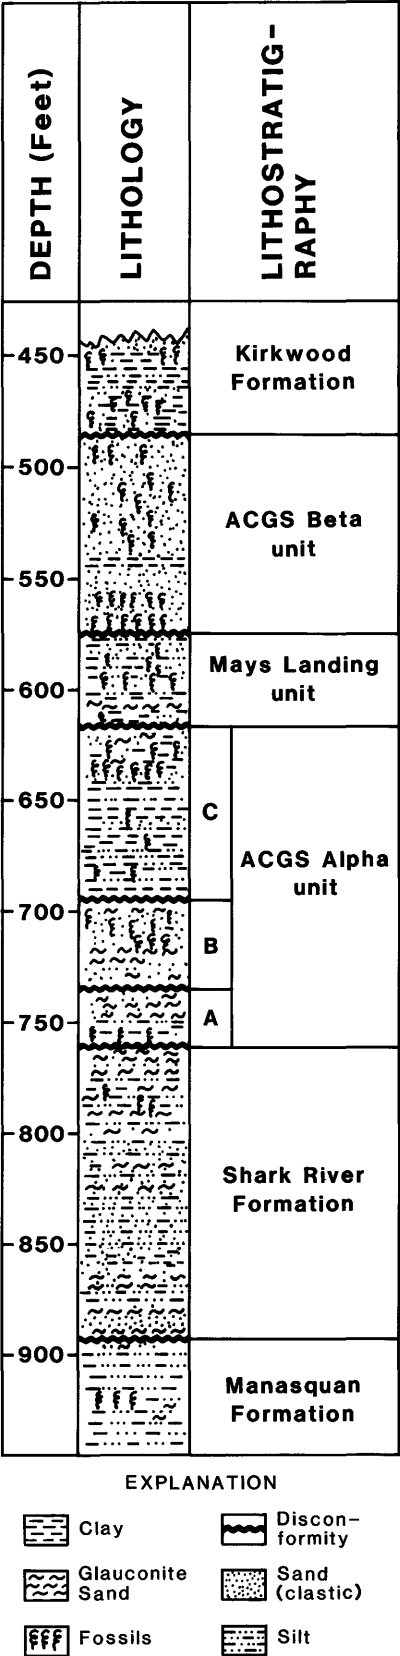 DEPTH (Feet)
LITHOLOGY
LITHOSTRATIG-
RAPHY
450
500
550
600
650
700
750
800
850
900
Kirkwood
Formation
ACGS Beta
unit
Mays Landing
unit
C
B
A
ACGS Alpha
unit
Shark River
Formation
Manasquan
Formation
EXPLANATION
Clay
Discon-
formity
Glauconite
Sand
Sand
(clastic)
Fossils
Silt